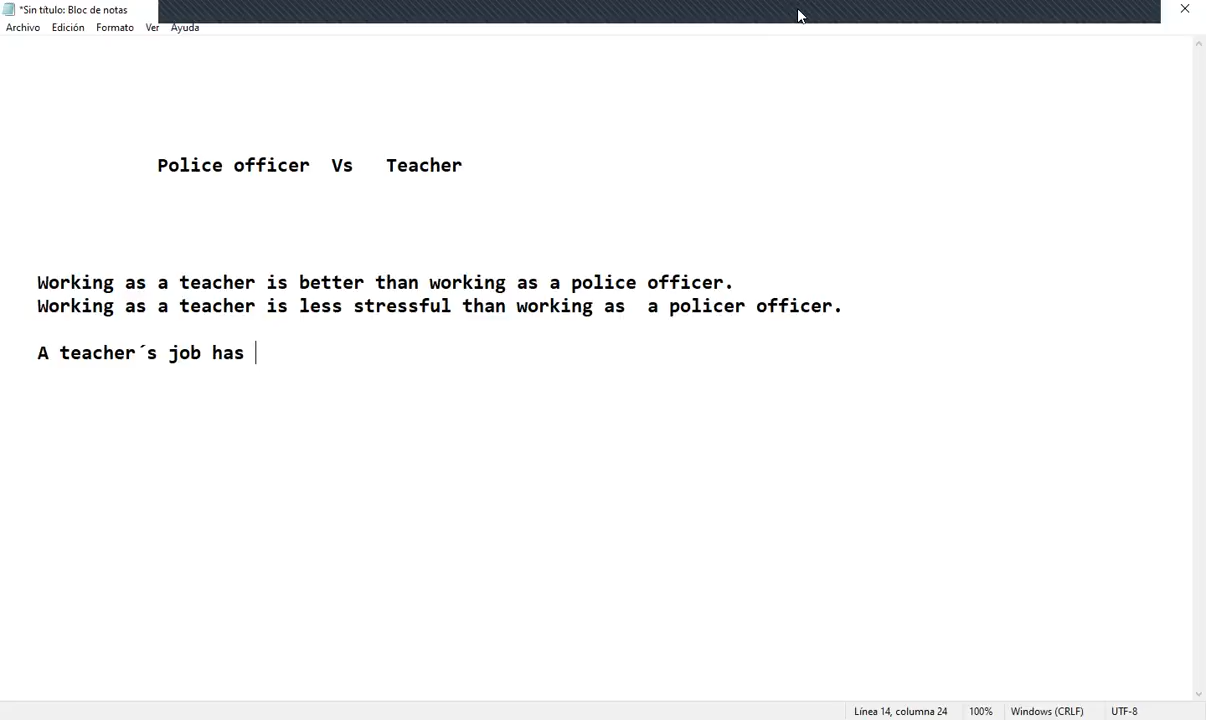 *Sin título: Bloc de notas
Archivo Edición Formato Ver Ayuda
Police officer Vs Teacher
Working as a teacher is better than working as a police officer.
Working as a teacher is less stressful than working as a policer officer.
A teacher´s job has
Línea 14, columna 24 100% Windows (CRLF) UTF-8